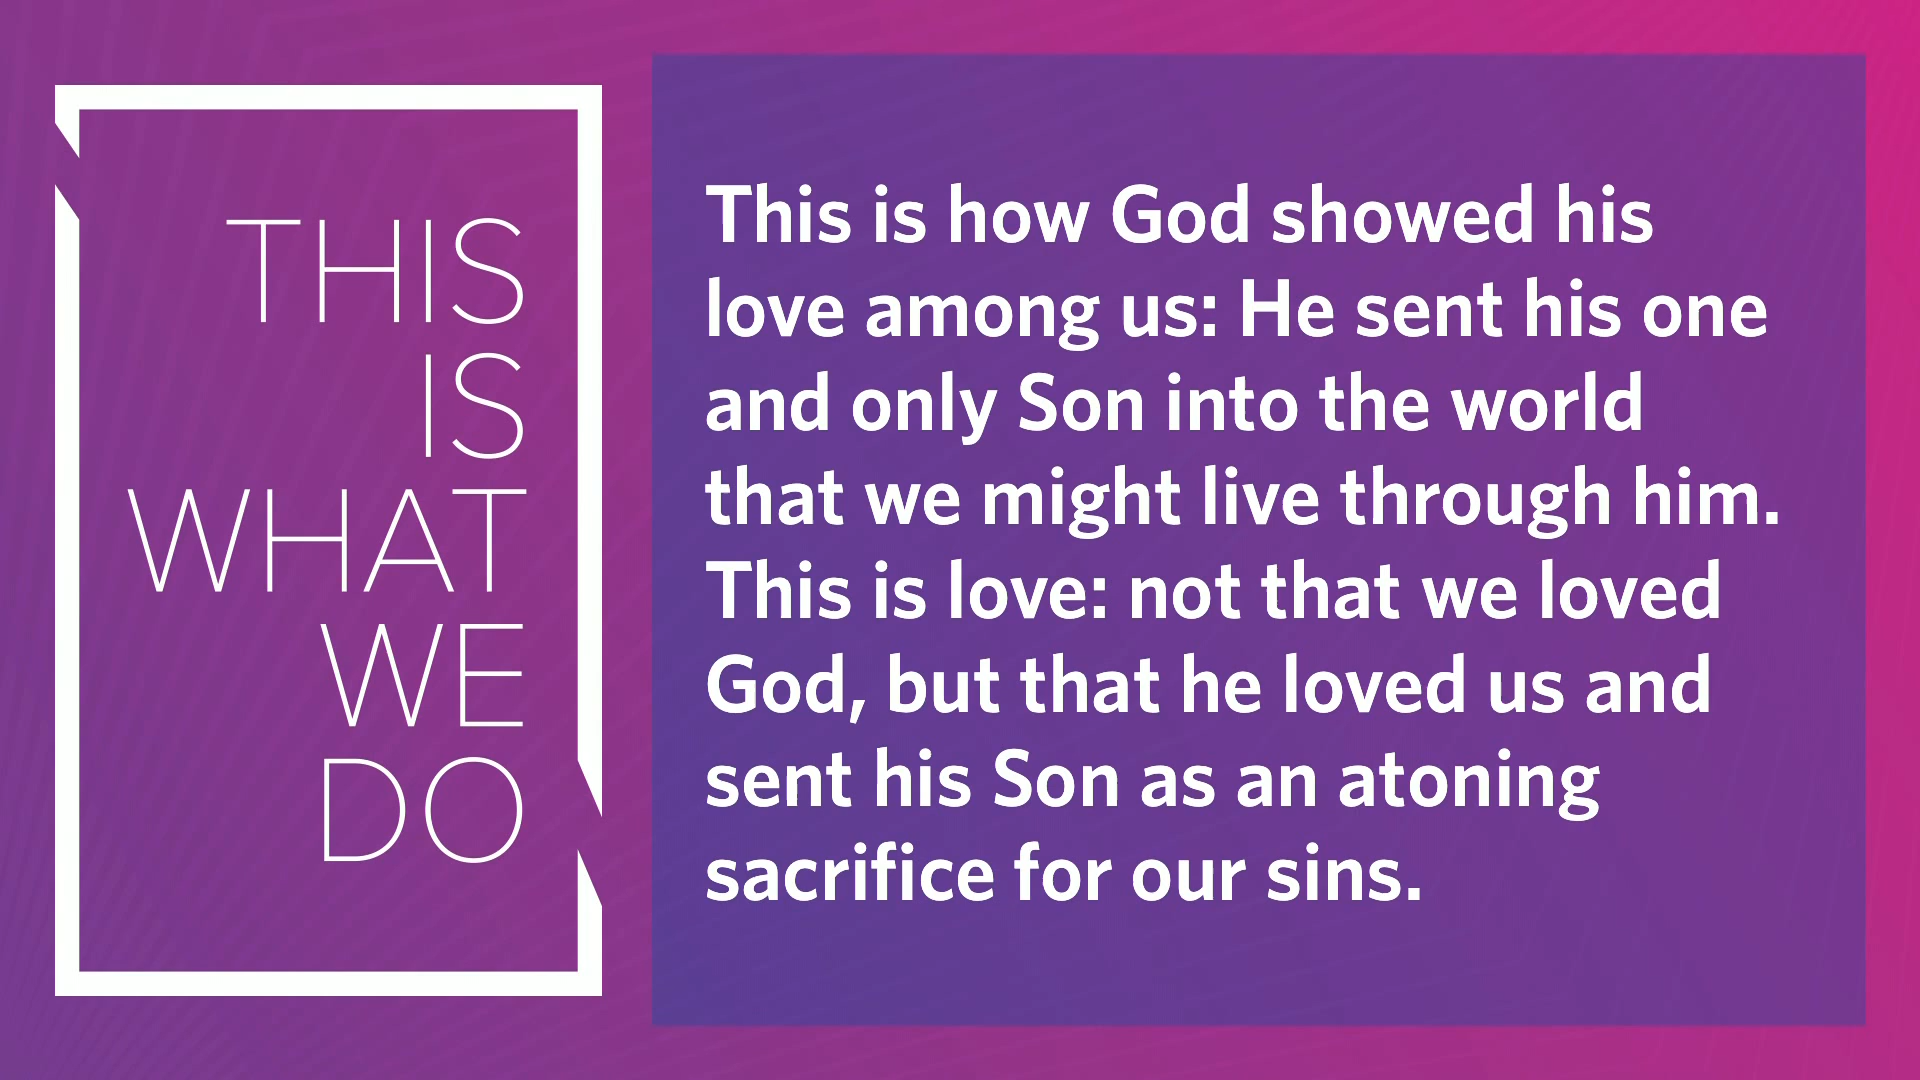 THIS
IS
WHAT
WE
DO
This is how God showed his
love among us: He sent his one
and only Son into the world
that we might live through him.
This is love: not that we loved
God, but that he loved us and
sent his Son as an atoning
sacrifice for our sins.